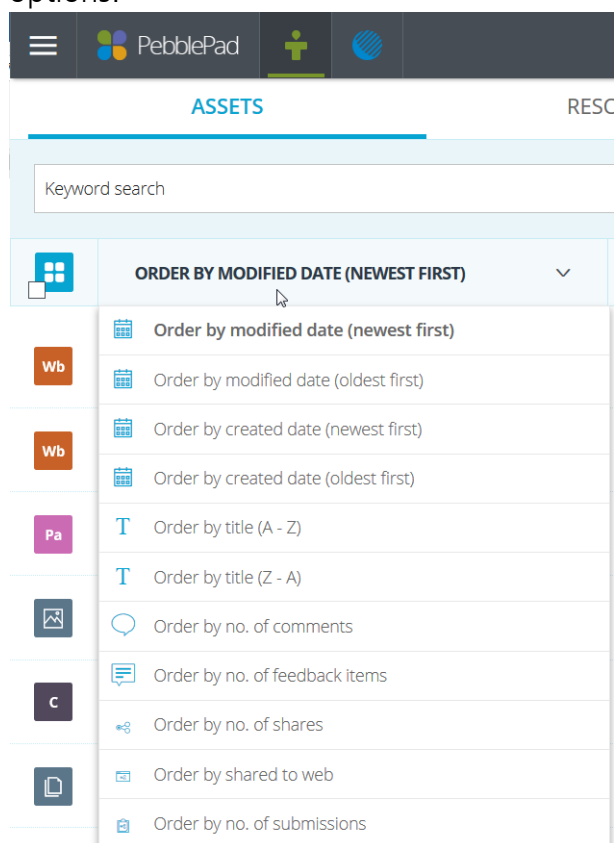 options.
PebblePad
ASSETS
RESO
Keyword search
ORDER BY MODIFIED DATE (NEWEST FIRST)
Order by modified date (newest first)
Wb
Order by modified date (oldest first)
Order by created date (newest first)
Wb
Order by created date (oldest first)
T Order by title (A - Z)
Pa
T Order by title (Z - A)
Order by no. of comments
Order by no. of feedback items
C
Order by no. of shares
Order by shared to web
Order by no. of submissions